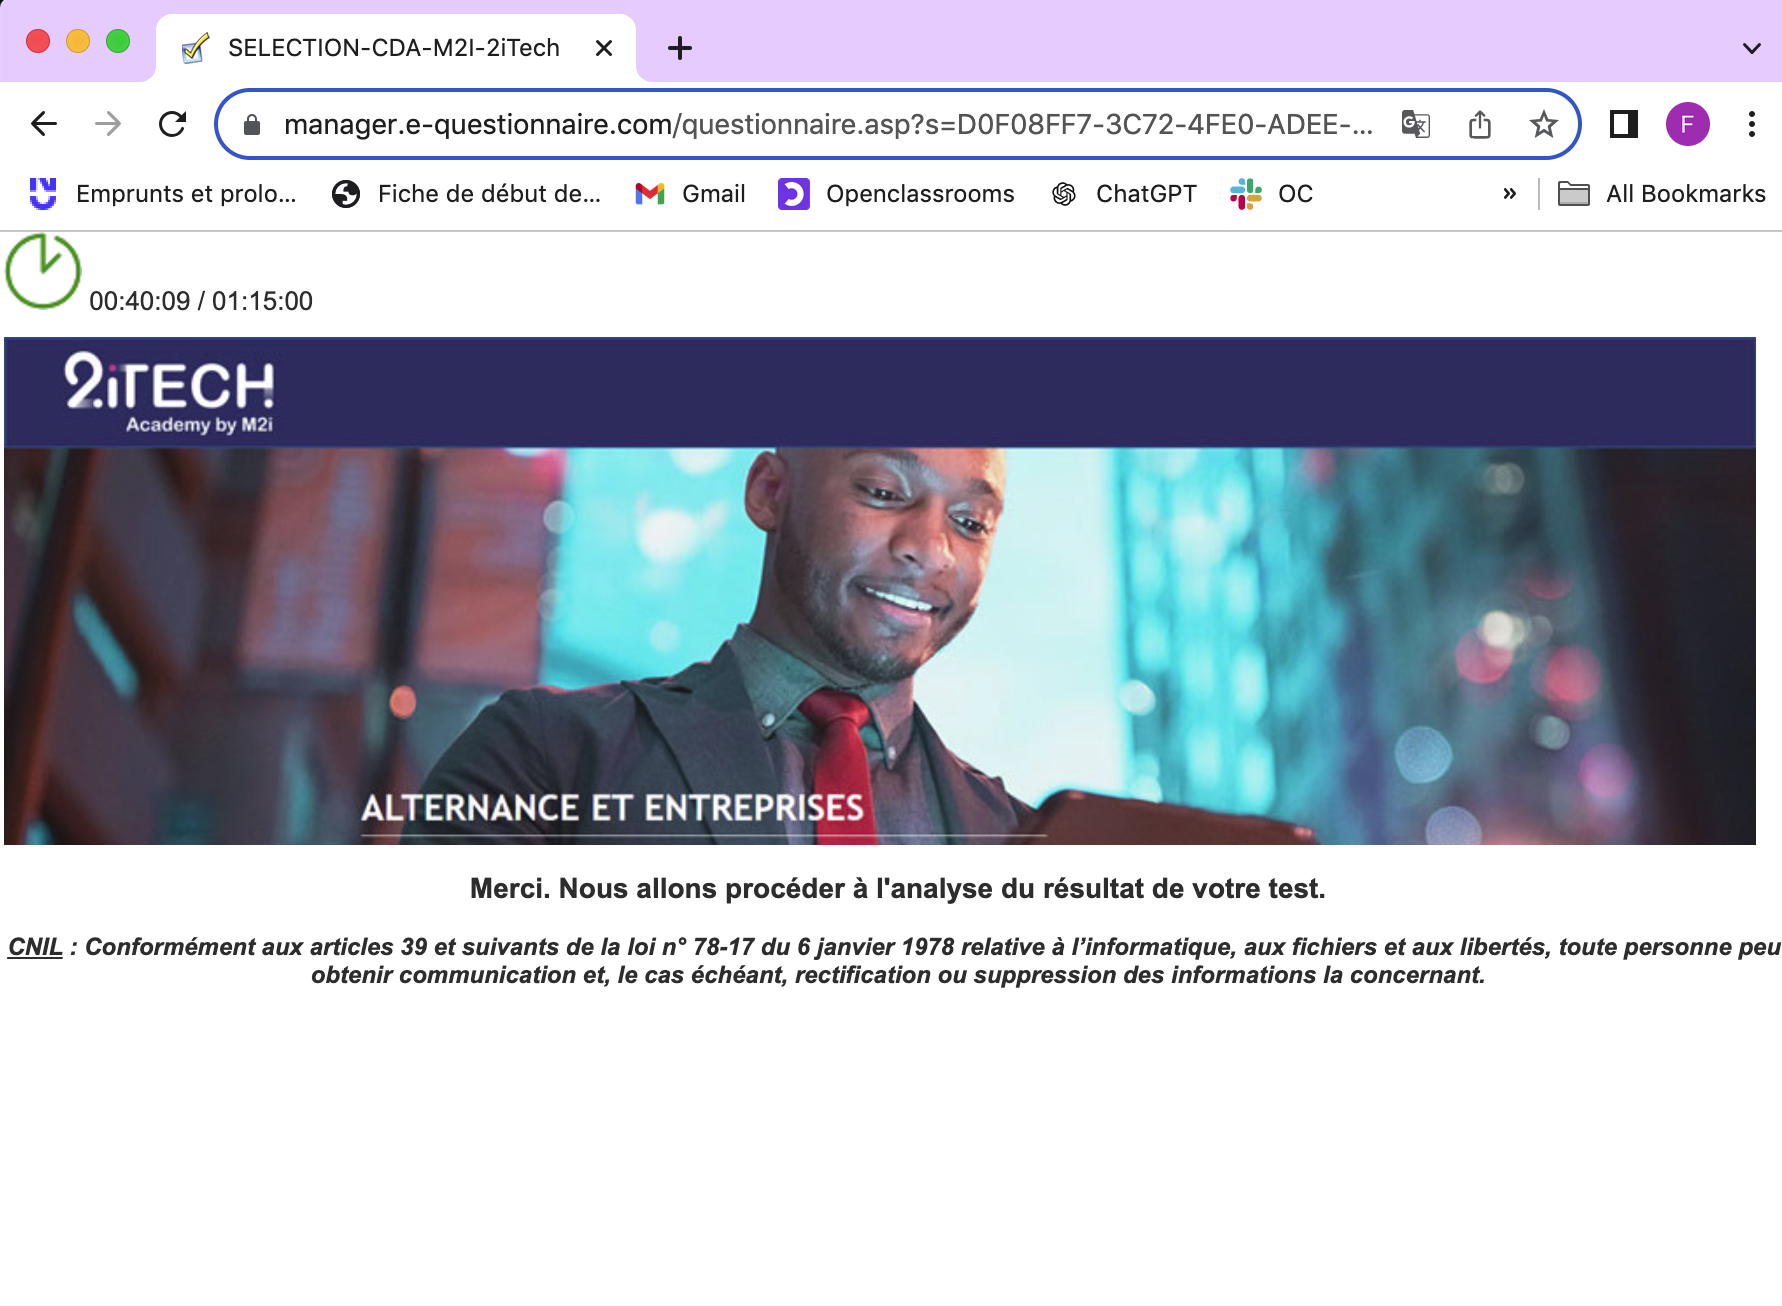 SELECTION-CDA-M2I-2iTech
manager.e-questionnaire.com/questionnaire.asp?s=D0F08FF7-3C72-4FE0-ADEE-...
F
Emprunts et prolo...
Fiche de début de...
Gmail
Openclassrooms
ChatGPT
OC
»
All Bookmarks
00:40:09 / 01:15:00
2iTECH
Academy by M2i
ALTERNANCE ET ENTREPRISES
Merci. Nous allons procéder à l'analyse du résultat de votre test.
CNIL : Conformément aux articles 39 et suivants de la loi n° 78-17 du 6 janvier 1978 relative à l’informatique, aux fichiers et aux libertés, toute personne peu
obtenir communication et, le cas échéant, rectification ou suppression des informations la concernant.